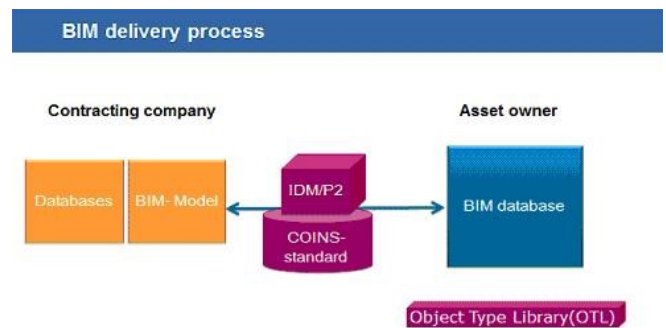 BIM delivery process
Contracting company
Asset owner
Databases
BIM- Model
IDM/P2
COINS-
standard
BIM database
Object Type Library(OTL)